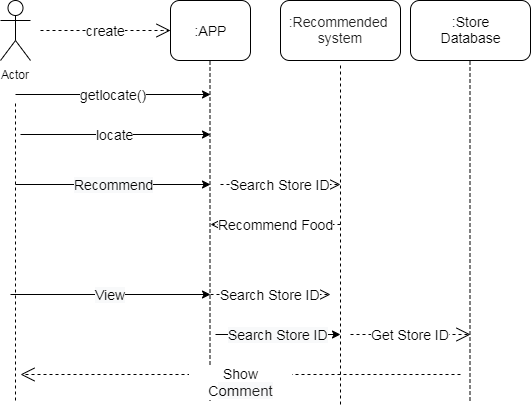 create
:APP
:Recommended
system
:Store
Database
Actor
getlocate()
locate
Recommend
Search Store ID
Recommend Food
View
Search Store ID
Search Store ID
Get Store ID
Show
Comment